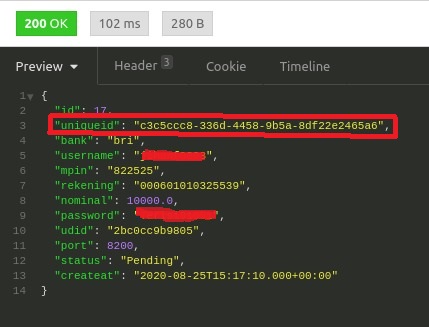 200 OK 102 ms 280 B
Preview Header 3 Cookie Timeline
1 {
2 "id": 17,
3 "uniqueid": "c3c5ccc8-336d-4458-9b5a-8df22e2465a6",
4 "bank": "bri",
5 "username": "
6 "mpin": "822525",
7 "rekening": "000601010325539",
8 "nominal": 10000.0,
9 "password": "
10 "udid": "2bc0cc9b9805",
11 "port": 8200,
12 "status": "Pending",
13 "createat": "2020-08-25T15:17:10.000+00:00"
14 }